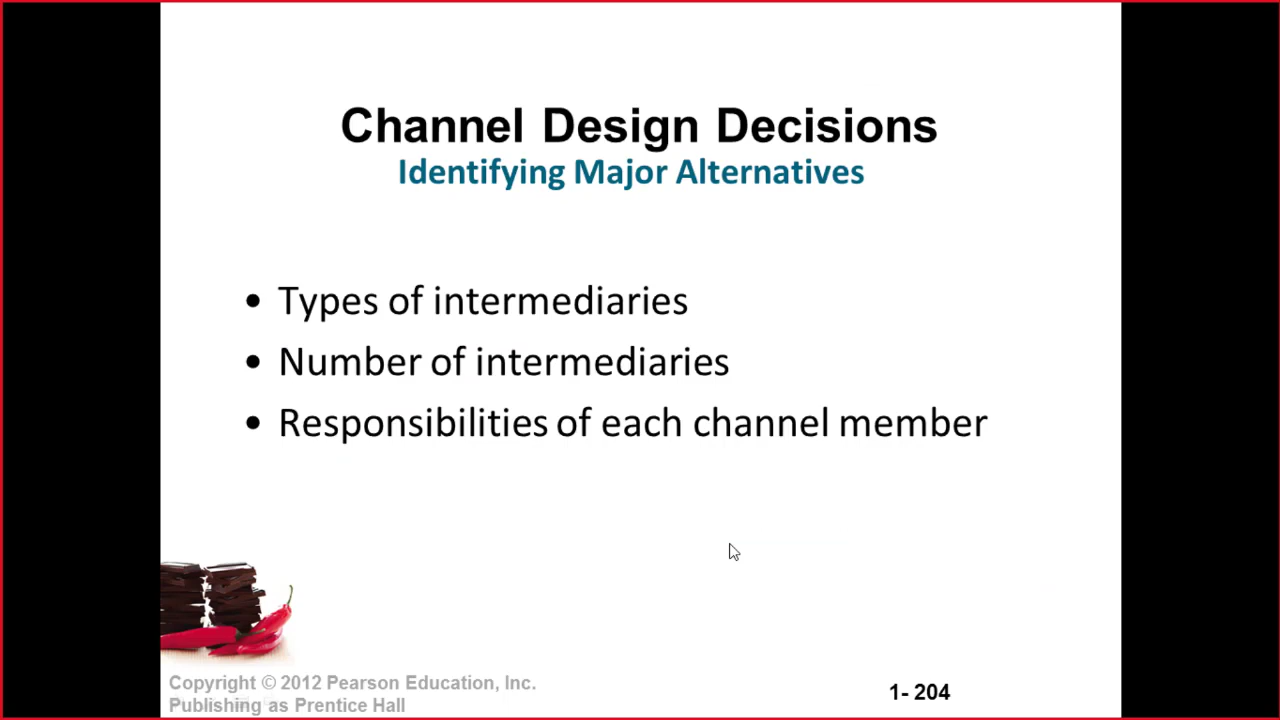 Channel Design Decisions
Identifying Major Alternatives
• Types of intermediaries
• Number of intermediaries
• Responsibilities of each channel member
Copyright © 2012 Pearson Education, Inc.
Publishing as Prentice Hall
1- 204